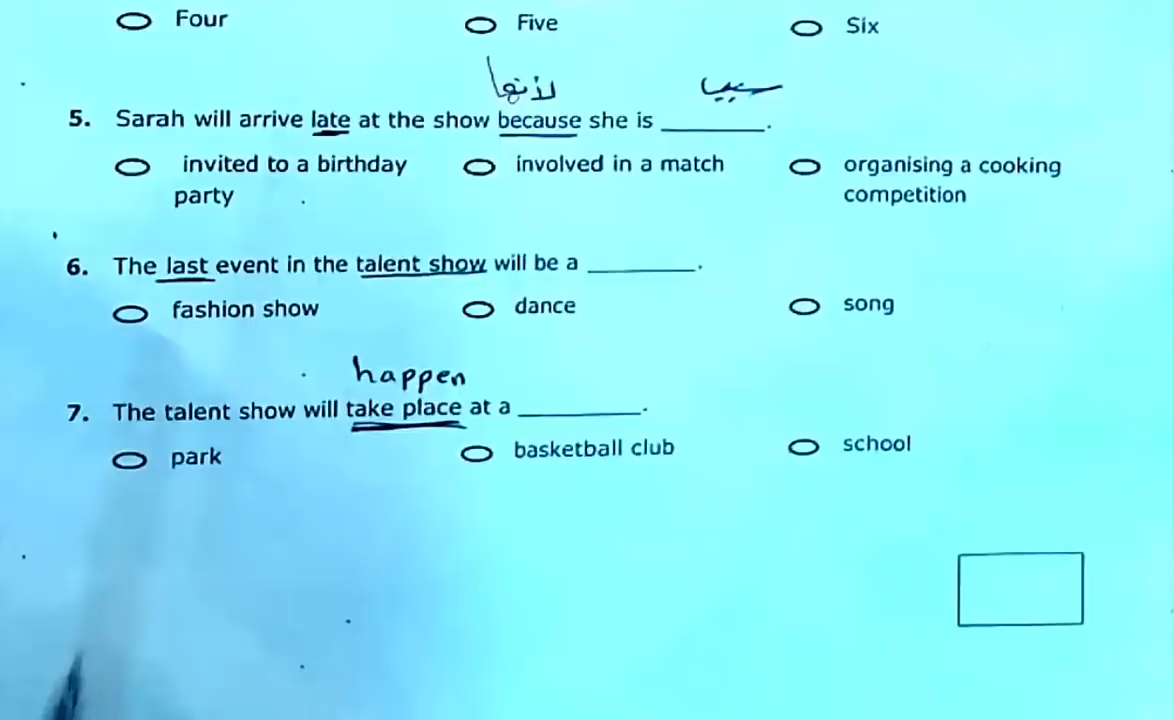 Four Five Six
لأنها سبب
5. Sarah will arrive late at the show because she is ________.
invited to a birthday party involved in a match organising a cooking competition
6. The last event in the talent show will be a ________.
fashion show dance song
happen
7. The talent show will take place at a ________.
park basketball club school